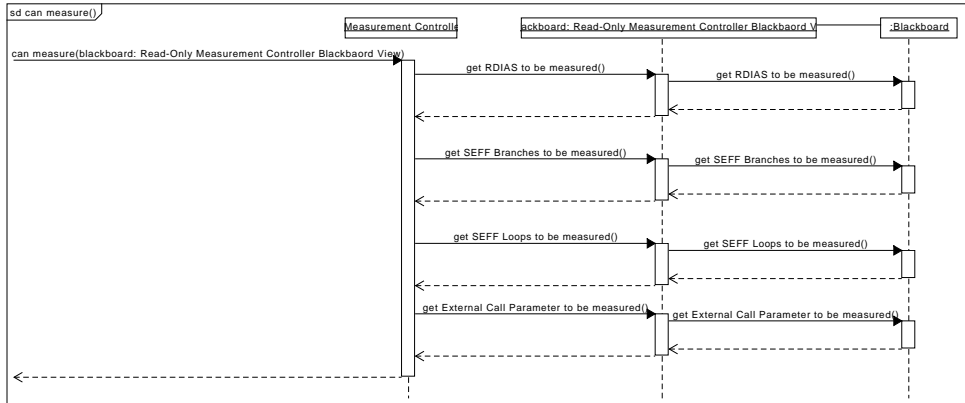 sd can measure()
Measurement Controlle
ackboard: Read-Only Measurement Controller Blackbaord V
:Blackboard
can measure(blackboard: Read-Only Measurement Controller Blackbaord View)
get RDIAS to be measured()
get RDIAS to be measured()
get SEFF Branches to be measured()
get SEFF Branches to be measured()
get SEFF Loops to be measured()
get SEFF Loops to be measured()
get External Call Parameter to be measured()
get External Call Parameter to be measured()